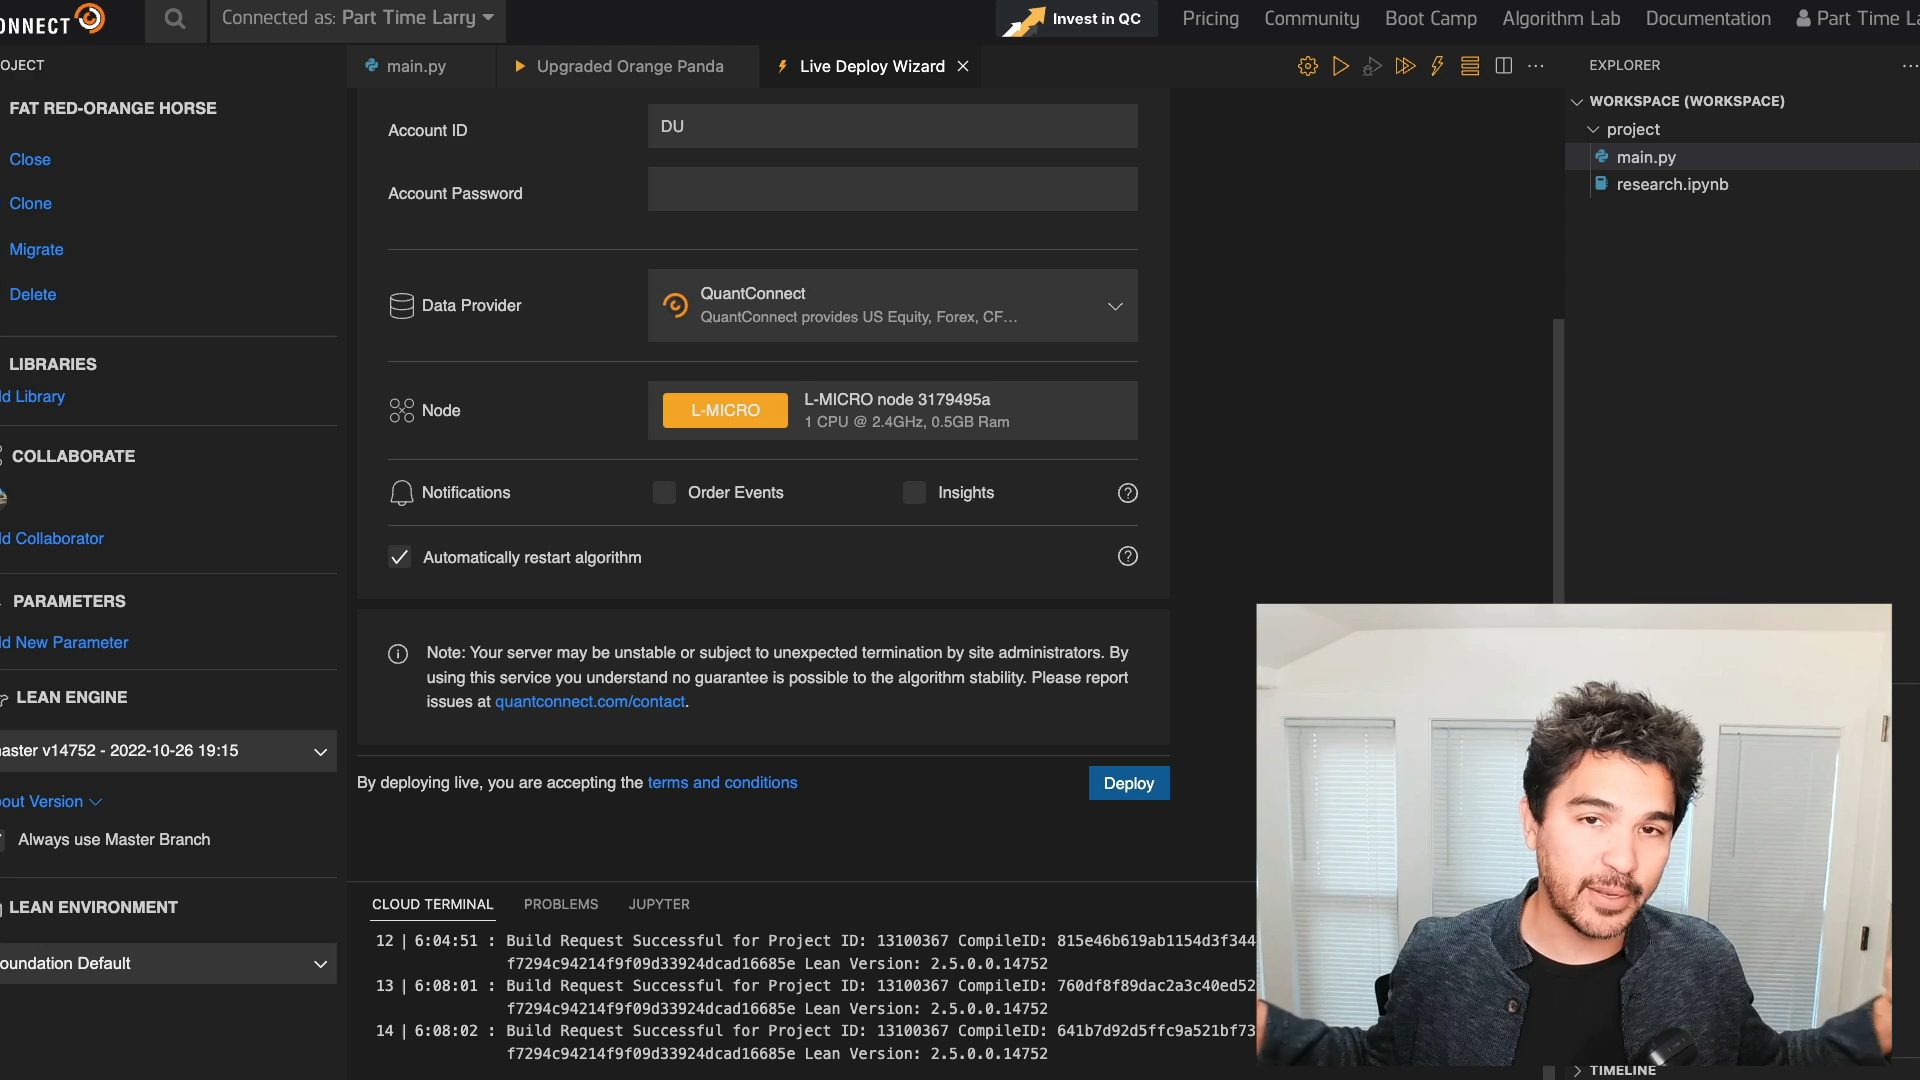 ONNECT
Connected as: Part Time Larry
Invest in QC
Pricing
Community
Boot Camp
Algorithm Lab
Documentation
Part Time La
OJECT
main.py
Upgraded Orange Panda
Live Deploy Wizard
EXPLORER
FAT RED-ORANGE HORSE
Close
Clone
Migrate
Delete
LIBRARIES
d Library
COLLABORATE
d Collaborator
PARAMETERS
d New Parameter
LEAN ENGINE
aster v14752 - 2022-10-26 19:15
out Version
Always use Master Branch
LEAN ENVIRONMENT
oundation Default
Account ID
DU
Account Password
Data Provider
QuantConnect
QuantConnect provides US Equity, Forex, CF...
Node
L-MICRO
L-MICRO node 3179495a
1 CPU @ 2.4GHz, 0.5GB Ram
Notifications
Order Events
Insights
Automatically restart algorithm
Note: Your server may be unstable or subject to unexpected termination by site administrators. By
using this service you understand no guarantee is possible to the algorithm stability. Please report
issues at quantconnect.com/contact.
By deploying live, you are accepting the terms and conditions
Deploy
CLOUD TERMINAL
PROBLEMS
JUPYTER
12 | 6:04:51 : Build Request Successful for Project ID: 13100367 CompileID: 815e46b619ab1154d3f344
f7294c94214f9f09d33924dcad16685e Lean Version: 2.5.0.0.14752
13 | 6:08:01 : Build Request Successful for Project ID: 13100367 CompileID: 760df8f89dac2a3c40ed52
f7294c94214f9f09d33924dcad16685e Lean Version: 2.5.0.0.14752
14 | 6:08:02 : Build Request Successful for Project ID: 13100367 CompileID: 641b7d92d5ffc9a521bf73
f7294c94214f9f09d33924dcad16685e Lean Version: 2.5.0.0.14752
WORKSPACE (WORKSPACE)
project
main.py
research.ipynb
TIMELINE